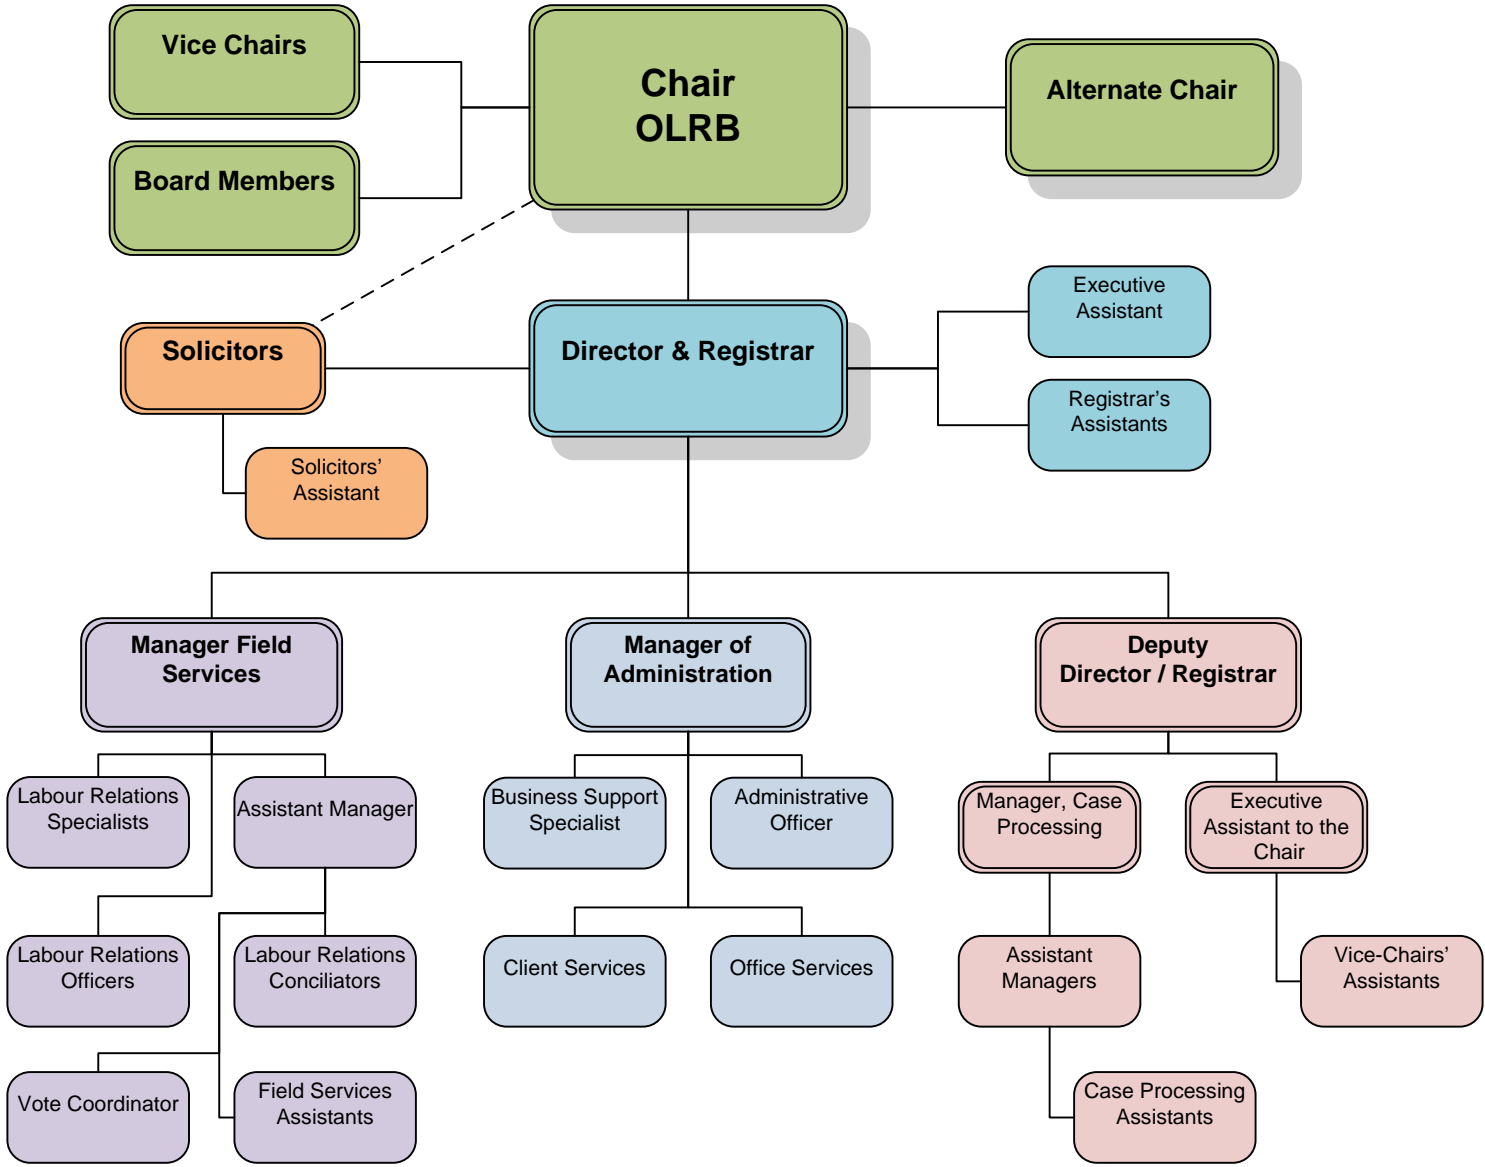 Vice Chairs
Chair
OLRB
Alternate Chair
Board Members
Executive
Assistant
Solicitors
Director & Registrar
Registrar’s
Assistants
Solicitors’
Assistant
Manager Field
Services
Manager of
Administration
Deputy
Director / Registrar
Labour Relations
Specialists
Assistant Manager
Business Support
Specialist
Administrative
Officer
Manager, Case
Processing
Executive
Assistant to the
Chair
Labour Relations
Officers
Labour Relations
Conciliators
Client Services
Office Services
Assistant
Managers
Vice-Chairs’
Assistants
Vote Coordinator
Field Services
Assistants
Case Processing
Assistants